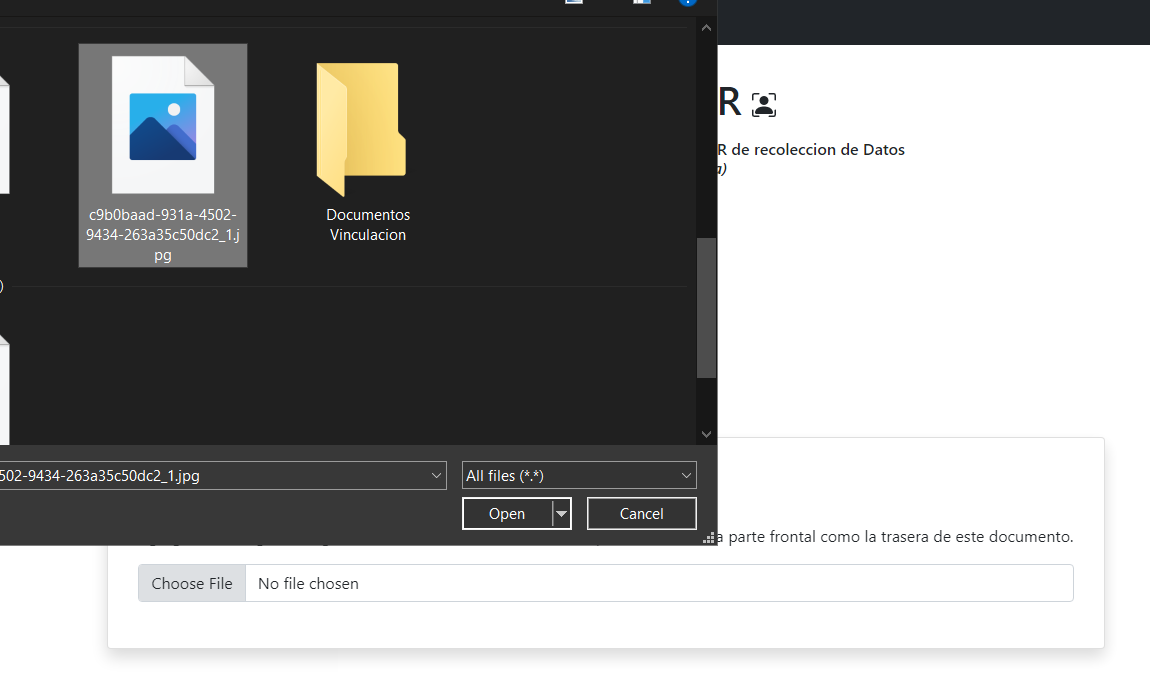 R
R de recoleccion de Datos
a)
c9b0baad-931a-4502-
9434-263a35c50dc2_1.j
pg
Documentos
Vinculacion
)
502-9434-263a35c50dc2_1.jpg
All files (*.*)
Open
Cancel
a parte frontal como la trasera de este documento.
Choose File
No file chosen